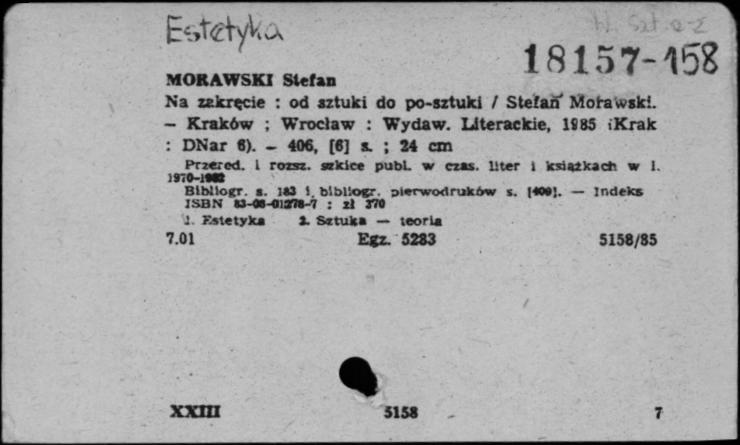 Estetyka
18157-158
MORAWSKI Stefan
Na zakręcie : od sztuki do po-sztuki / Stefan Morawski.
— Kraków ; Wrocław : Wydaw. Literackie, 1985 (Krak
: DNar 6). — 406, [6] s. ; 24 cm
Przered. i rozsz. szkice publ. w czas. liter i książkach w l.
1970-1982
Bibliogr. s. 183 i bibliogr. pierwodruków s. [409]. — Indeks
ISBN 83-08-01278-7 : zł 370
1. Estetyka 2. Sztuka — teoria
7.01 Egz. 5283 5158/85
XXIII 5158 7